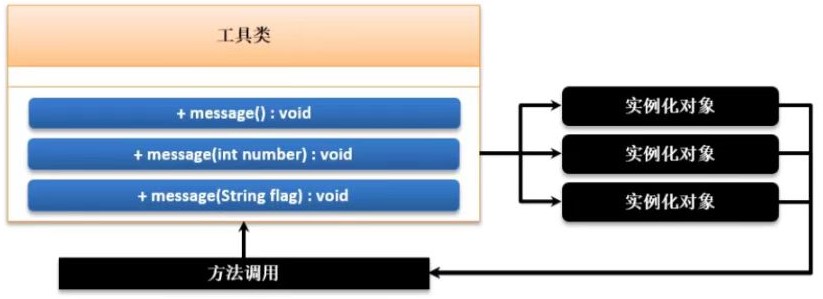 工具类
+ message() : void
+ message(int number) : void
+ message(String flag) : void
实例化对象
实例化对象
实例化对象
方法调用